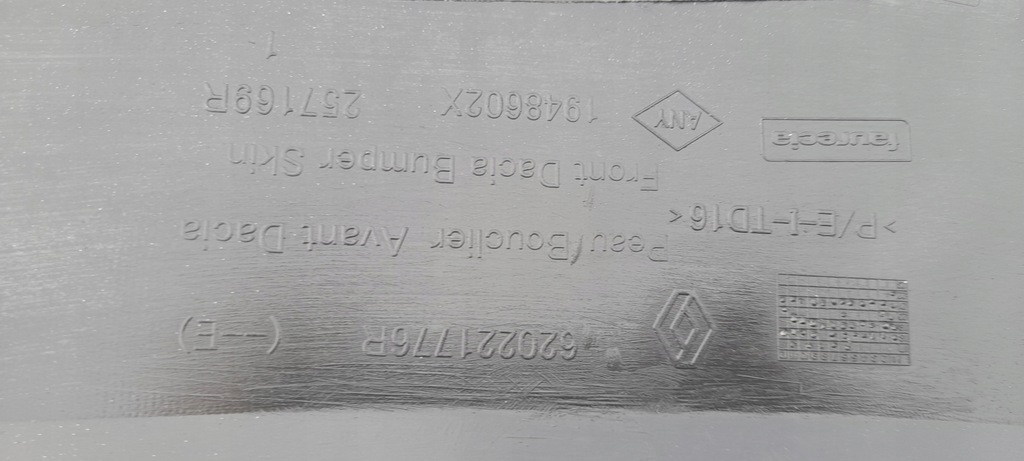 620221776R (--E)
Peau/Bouclier Avant Dacia
<P/E-I-TD16>
Front Dacia Bumper Skin
faurecia
ANY
1948602X 257169R
1